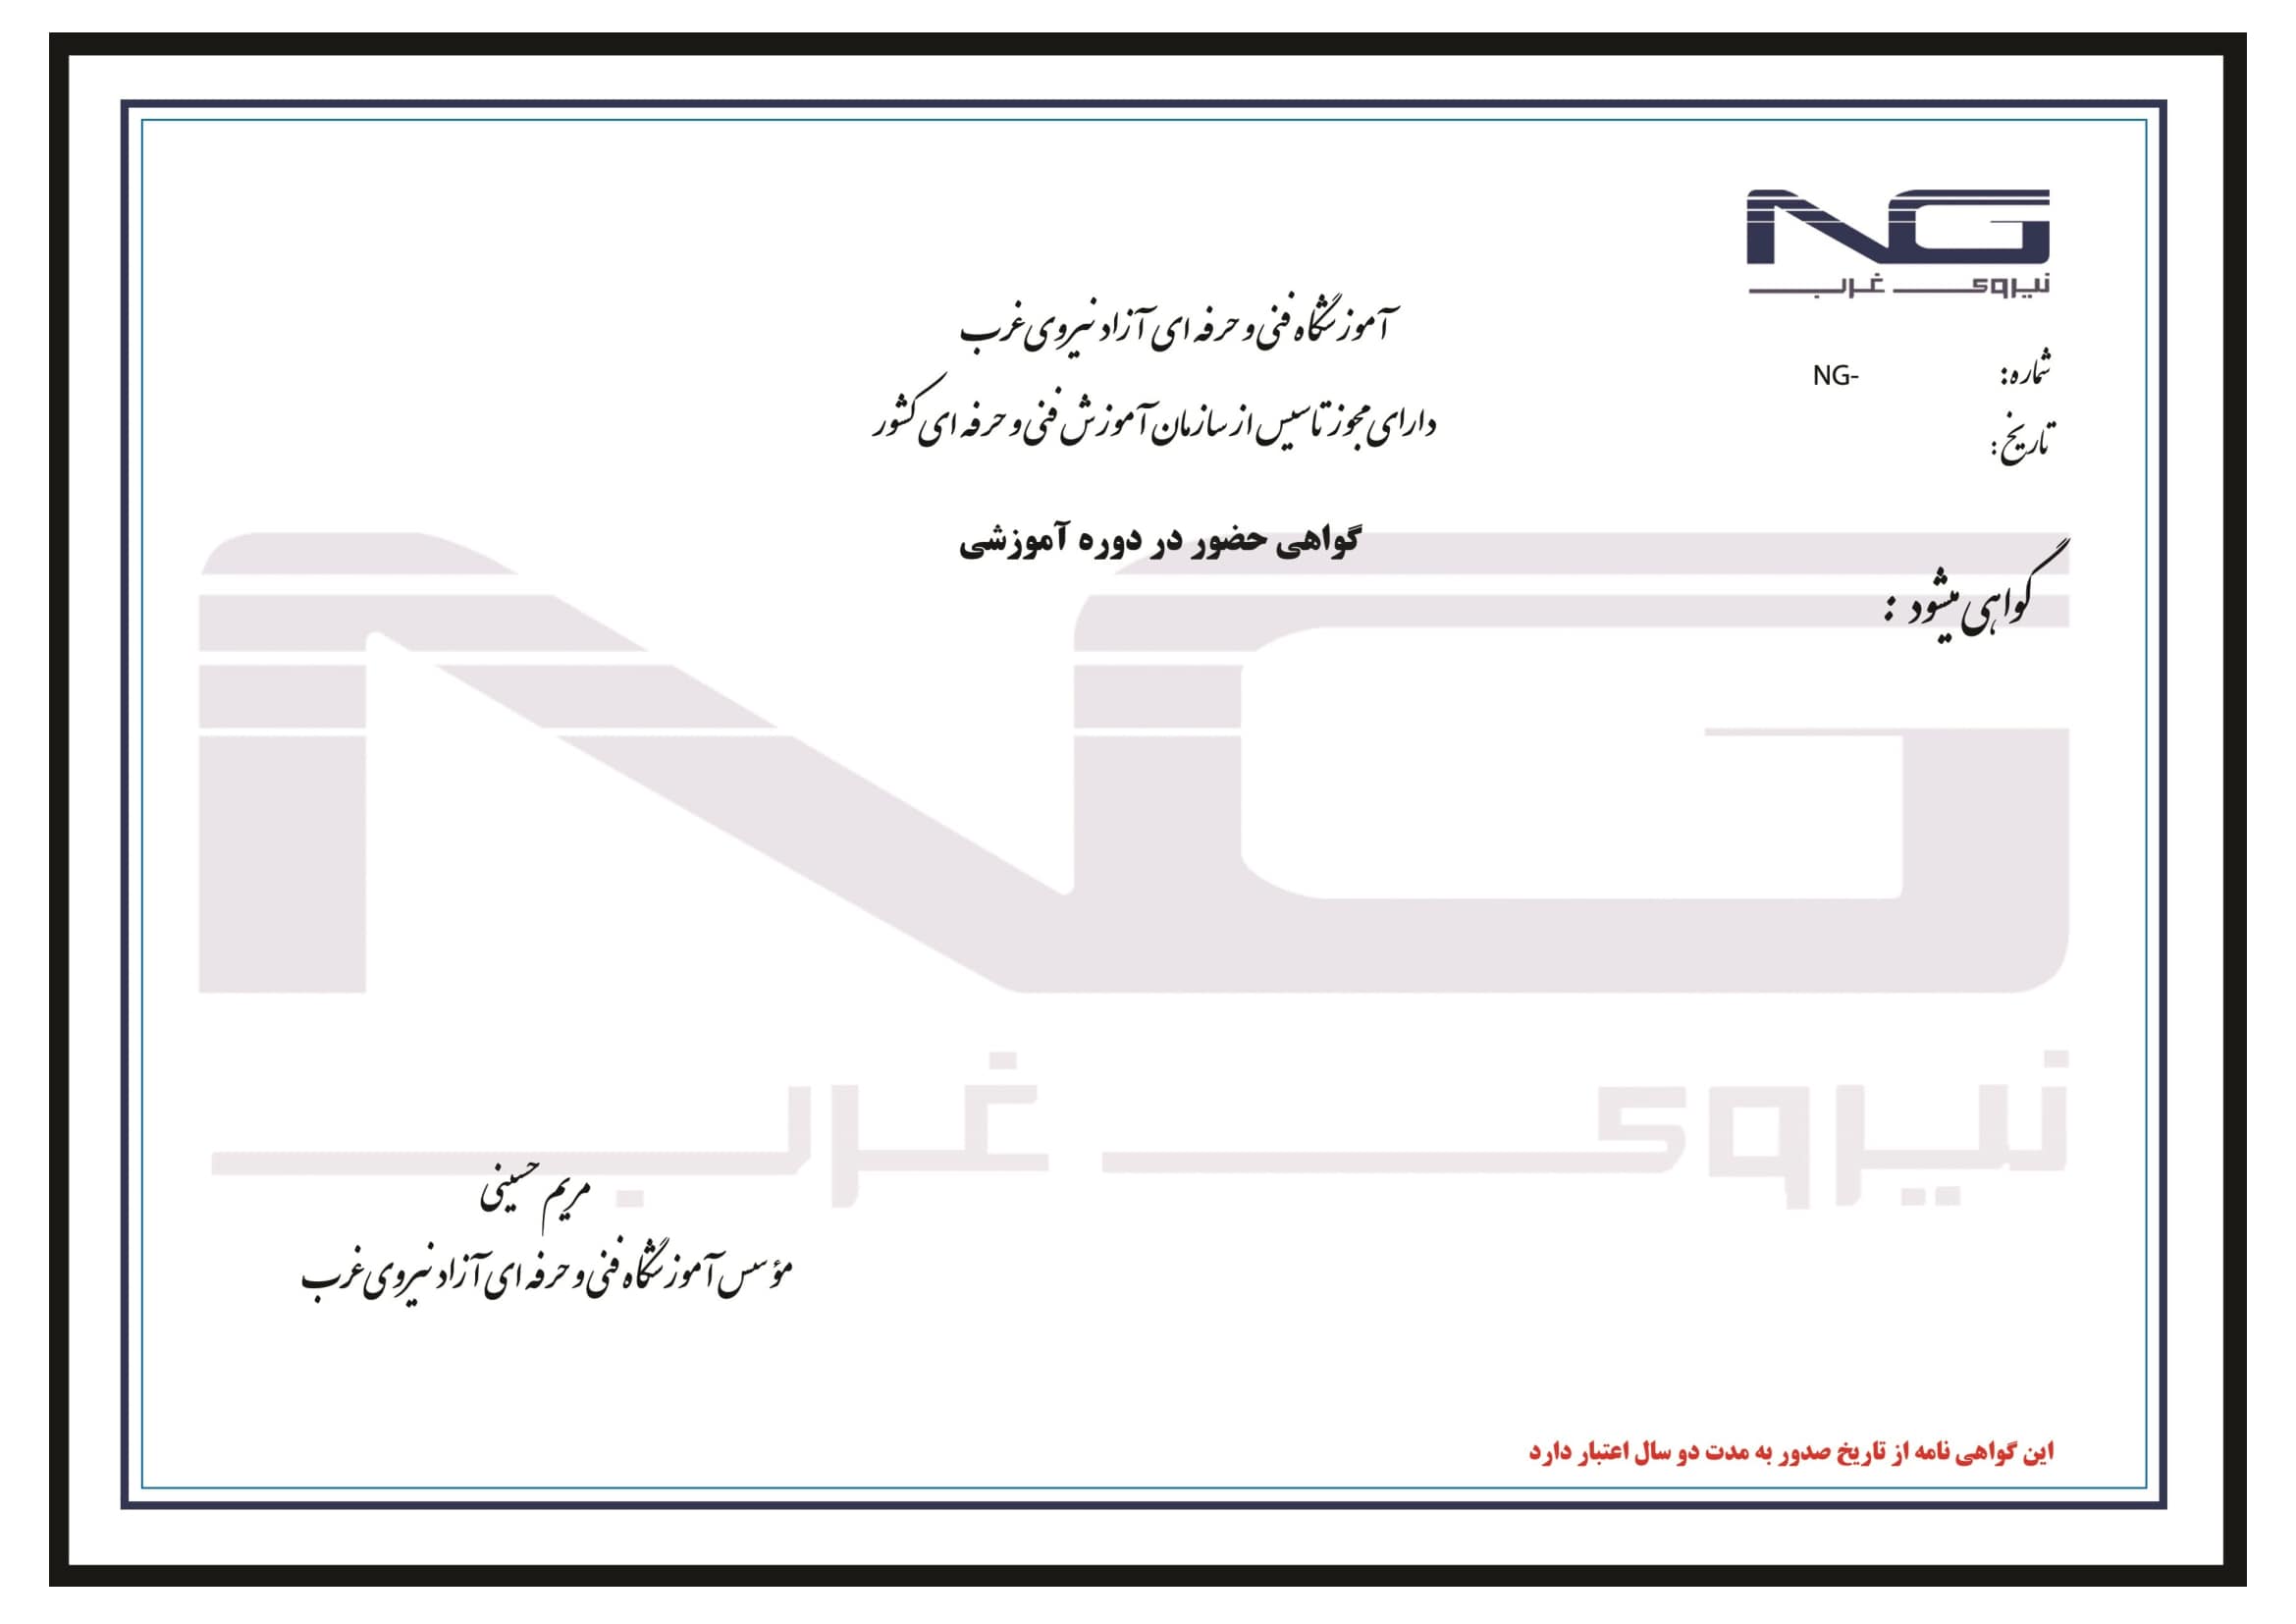 NG
نیروی غرب
آموزشگاه فنی و حرفه ای آزاد نیروی غرب
شماره: NG-
دارای مجوز تاسیس از سازمان آموزش فنی و حرفه ای کشور
تاریخ:
گواهی حضور در دوره آموزشی
گواهی میشود :
NG
نیروی غرب
مریم حسینی
مؤسس آموزشگاه فنی و حرفه ای آزاد نیروی غرب
این گواهی نامه از تاریخ صدور به مدت دو سال اعتبار دارد